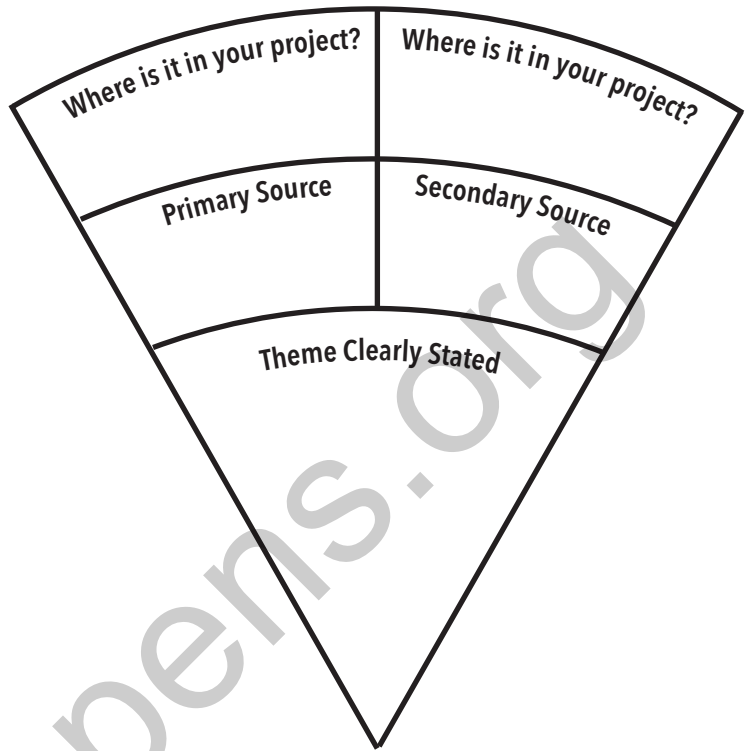 Where is it in your project?
Where is it in your project?
Primary Source
Secondary Source
Theme Clearly Stated
pens.org